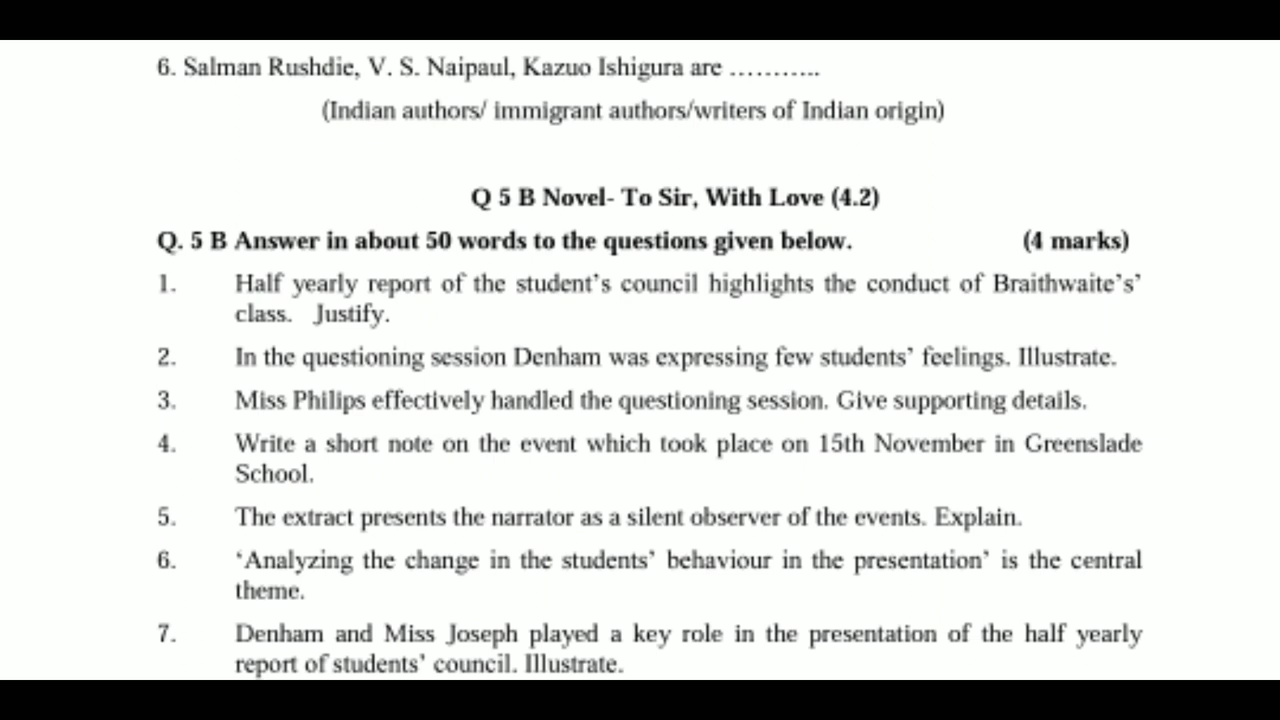 6. Salman Rushdie, V. S. Naipaul, Kazuo Ishigura are ………..
(Indian authors/ immigrant authors/writers of Indian origin)
Q 5 B Novel- To Sir, With Love (4.2)
Q. 5 B Answer in about 50 words to the questions given below. (4 marks)
1. Half yearly report of the student’s council highlights the conduct of Braithwaite’s’
class. Justify.
2. In the questioning session Denham was expressing few students’ feelings. Illustrate.
3. Miss Philips effectively handled the questioning session. Give supporting details.
4. Write a short note on the event which took place on 15th November in Greenslade
School.
5. The extract presents the narrator as a silent observer of the events. Explain.
6. ‘Analyzing the change in the students’ behaviour in the presentation’ is the central
theme.
7. Denham and Miss Joseph played a key role in the presentation of the half yearly
report of students’ council. Illustrate.